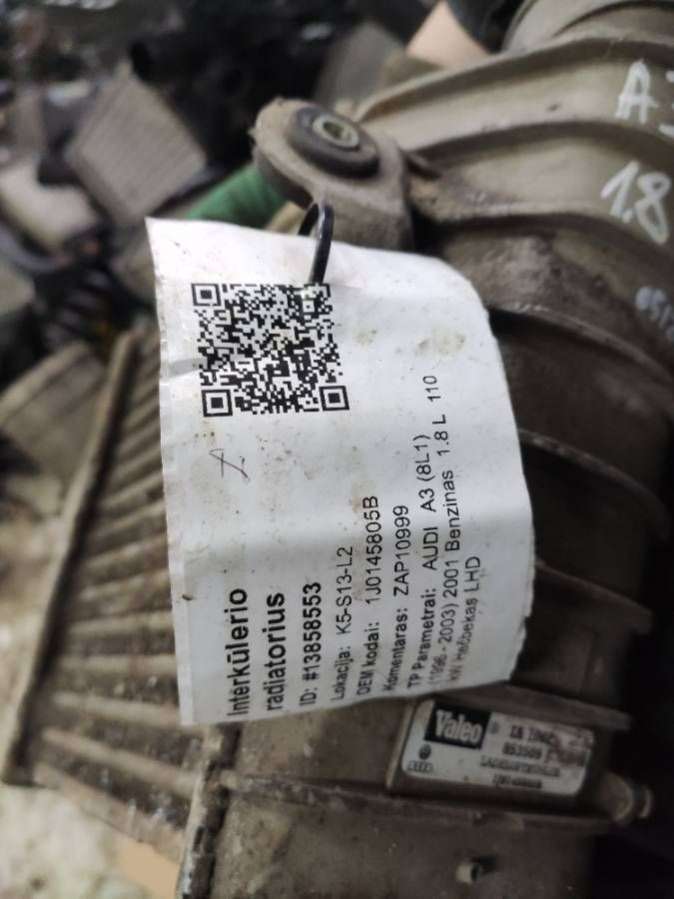 Interkūlerio
radiatorius
ID: #13858553
Lokacija: K5-S13-L2
OEM kodai: 1J0145805B
Komentaras: ZAP10999
TP Parametrai: AUDI A3 (8L1)
(1996 - 2003) 2001 Benzinas 1.8 L 110
kW Hečbekas LHD
A3
1.8
Valeo